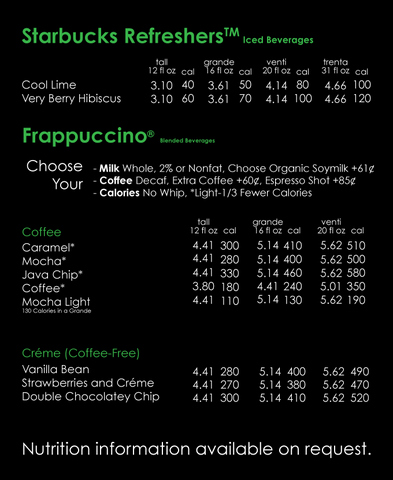 Starbucks Refreshers™ Iced Beverages
tall grande venti trenta
12 fl oz cal 16 fl oz cal 20 fl oz cal 31 fl oz cal
Cool Lime 3.10 40 3.61 50 4.14 80 4.66 100
Very Berry Hibiscus 3.10 60 3.61 70 4.14 100 4.66 120
Frappuccino® Blended Beverages
Choose Your
- Milk Whole, 2% or Nonfat, Choose Organic Soymilk +61¢
- Coffee Decaf, Extra Coffee +60¢, Espresso Shot +85¢
- Calories No Whip, *Light-1/3 Fewer Calories
tall grande venti
Coffee 12 fl oz cal 16 fl oz cal 20 fl oz cal
Caramel* 4.41 300 5.14 410 5.62 510
Mocha* 4.41 280 5.14 400 5.62 500
Java Chip* 4.41 330 5.14 460 5.62 580
Coffee* 3.80 180 4.41 240 5.01 350
Mocha Light 4.41 110 5.14 130 5.62 190
130 Calories in a Grande
Créme (Coffee-Free)
Vanilla Bean 4.41 280 5.14 400 5.62 490
Strawberries and Créme 4.41 270 5.14 380 5.62 470
Double Chocolatey Chip 4.41 300 5.14 410 5.62 520
Nutrition information available on request.